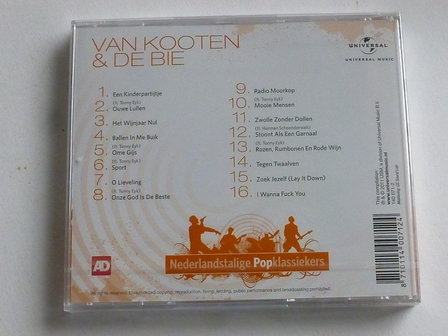 VAN KOOTEN
& DE BIE
UNIVERSAL
UNIVERSAL MUSIC
1. Een Kinderpartijtje
(ft. Tonny Eyk)
2. Ouwe Lullen
3. Het Wijnjaar Nul
4. Ballen In Me Buik
(ft. Tonny Eyk)
5. Ome Gijs
(ft. Tonny Eyk)
6. Sport
7. O Lieveling
(ft. Tonny Eyk)
8. Onze God Is De Beste
9. Radio Moorkop
(ft. Tonny Eyk)
10. Mooie Mensen
11. Zwolle Zonder Dollen
12. Stoont Als Een Garnaal
(ft. Tonny Eyk)
13. Rozen, Rumbonen En Rode Wijn
14. Tegen Twaalven
15. Zoek Jezelf (Lay It Down)
16. I Wanna Fuck You
AD
Nederlandstalige Popklassiekers
8 710114 007124